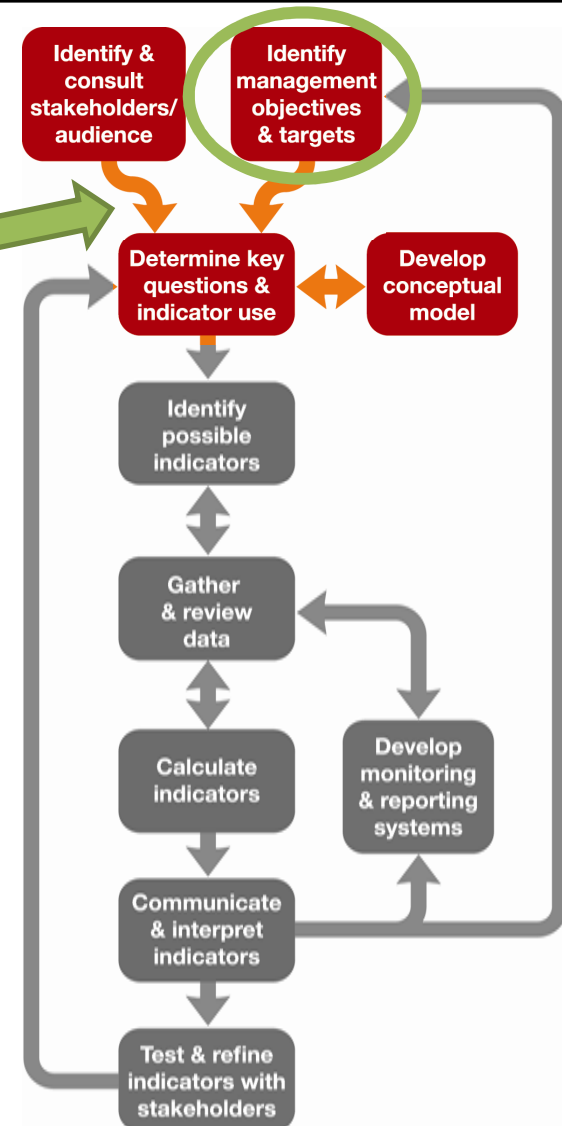 Identify &
consult
stakeholders/
audience
Identify
management
objectives
& targets
Determine key
questions &
indicator use
Develop
conceptual
model
Identify
possible
indicators
Gather
& review
data
Calculate
indicators
Develop
monitoring
& reporting
systems
Communicate
& interpret
indicators
Test & refine
indicators with
stakeholders